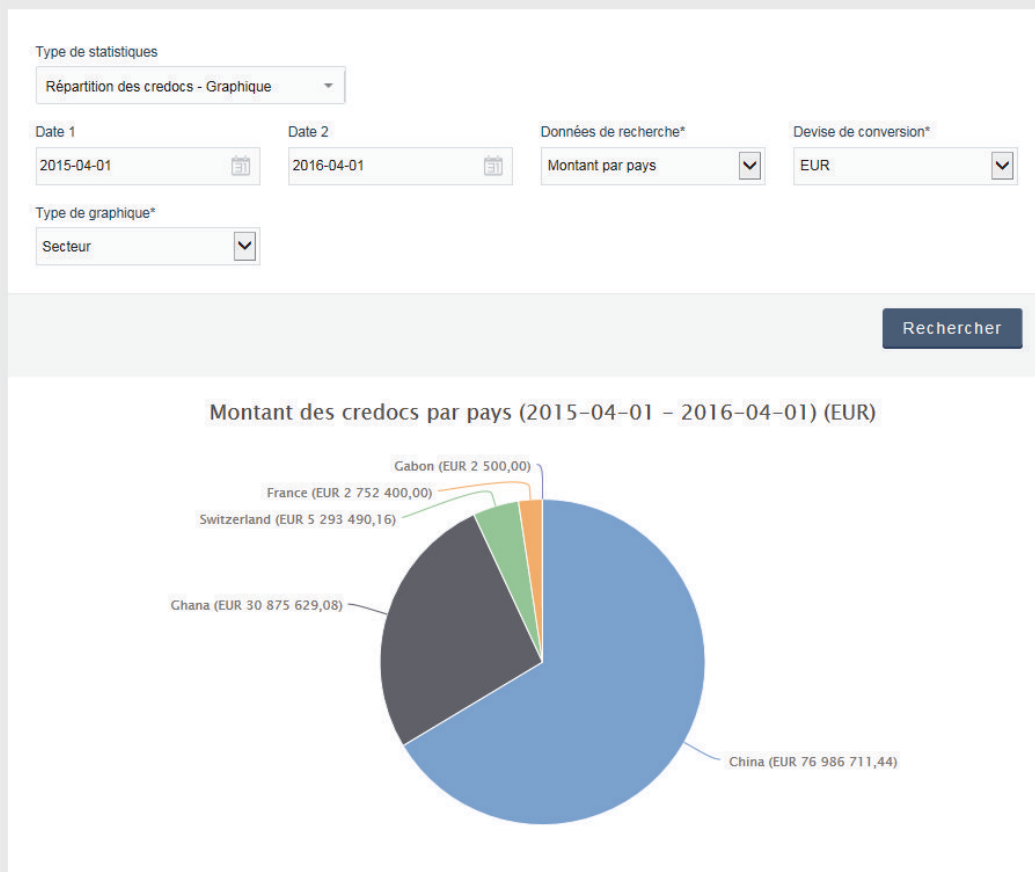 Type de statistiques
Répartition des credocs - Graphique
Date 1 Date 2 Données de recherche* Devise de conversion*
2015-04-01 2016-04-01 Montant par pays EUR
Type de graphique*
Secteur
Rechercher
Montant des credocs par pays (2015-04-01 - 2016-04-01) (EUR)
Gabon (EUR 2 500,00)
France (EUR 2 752 400,00)
Switzerland (EUR 5 293 490,16)
Ghana (EUR 30 875 629,08)
China (EUR 76 986 711,44)